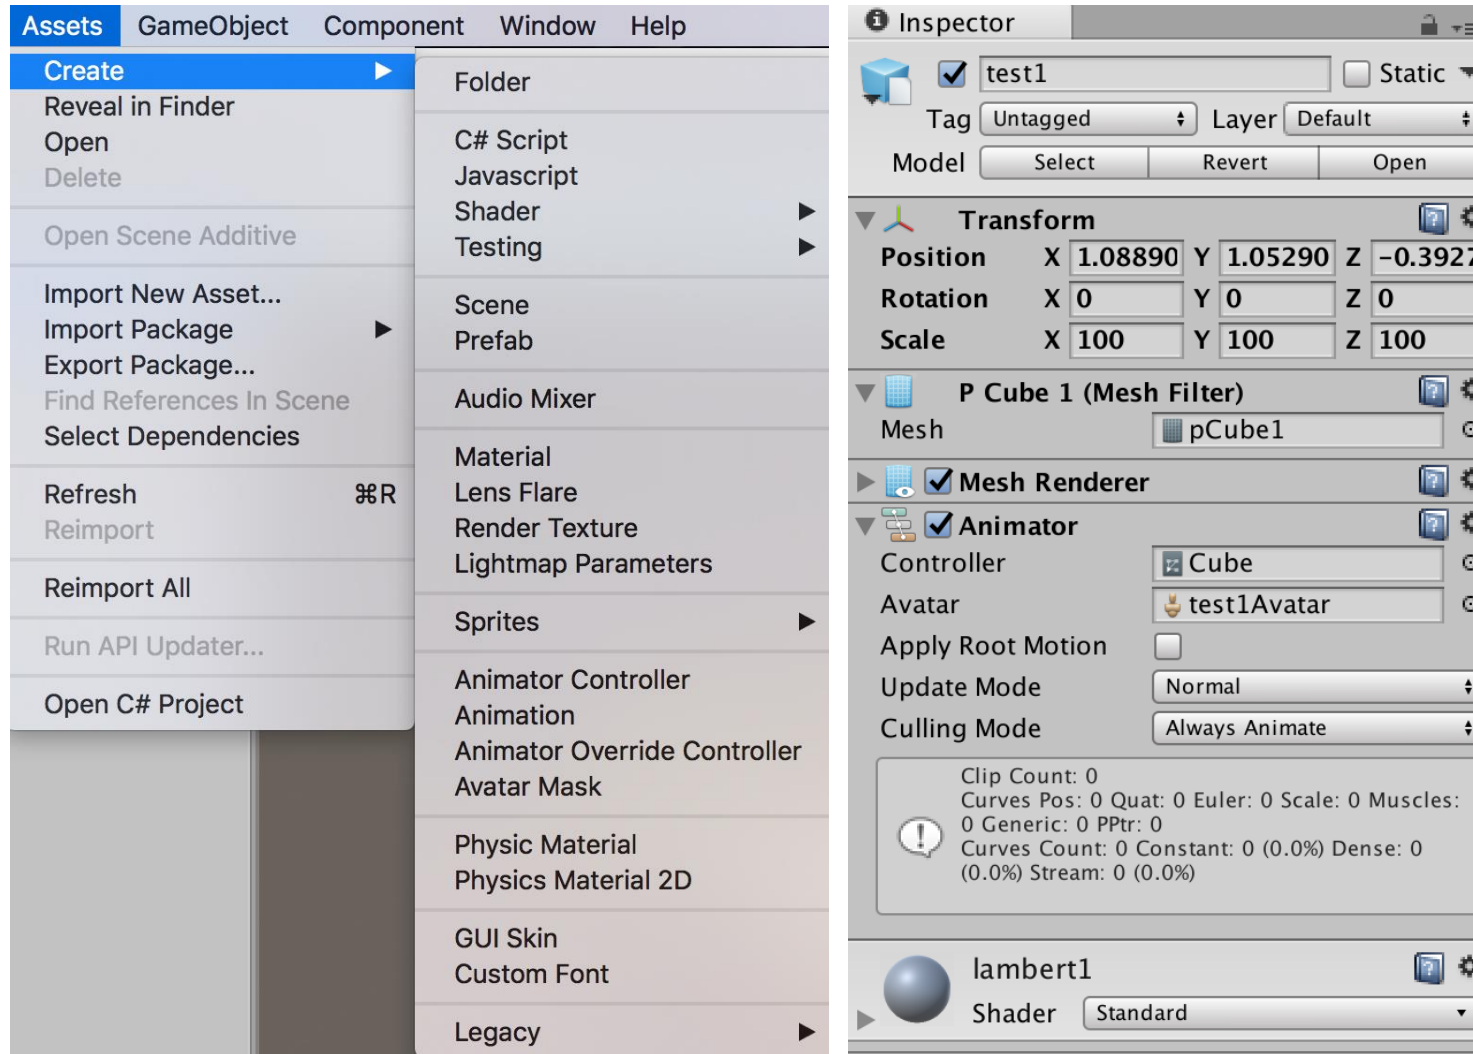 Assets GameObject Component Window Help
Create
Reveal in Finder
Open
Delete
Open Scene Additive
Import New Asset...
Import Package
Export Package...
Find References In Scene
Select Dependencies
Refresh ⌘R
Reimport
Reimport All
Run API Updater...
Open C# Project
Folder
C# Script
Javascript
Shader
Testing
Scene
Prefab
Audio Mixer
Material
Lens Flare
Render Texture
Lightmap Parameters
Sprites
Animator Controller
Animation
Animator Override Controller
Avatar Mask
Physic Material
Physics Material 2D
GUI Skin
Custom Font
Legacy
Inspector
test1 Static
Tag Untagged Layer Default
Model Select Revert Open
Transform
Position X 1.08890 Y 1.05290 Z -0.3927
Rotation X 0 Y 0 Z 0
Scale X 100 Y 100 Z 100
P Cube 1 (Mesh Filter)
Mesh pCube1
Mesh Renderer
Animator
Controller Cube
Avatar test1Avatar
Apply Root Motion
Update Mode Normal
Culling Mode Always Animate
Clip Count: 0
Curves Pos: 0 Quat: 0 Euler: 0 Scale: 0 Muscles:
0 Generic: 0 PPtr: 0
Curves Count: 0 Constant: 0 (0.0%) Dense: 0
(0.0%) Stream: 0 (0.0%)
lambert1
Shader Standard